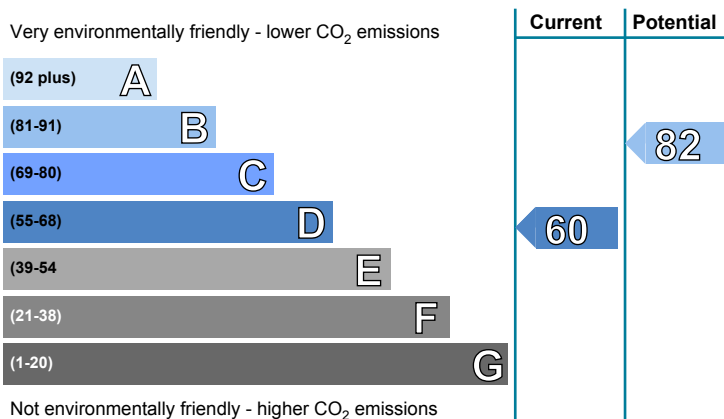 Very environmentally friendly - lower CO2 emissions
Current Potential
(92 plus) A
(81-91) B
82
(69-80) C
(55-68) D
60
(39-54 E
(21-38) F
(1-20) G
Not environmentally friendly - higher CO2 emissions